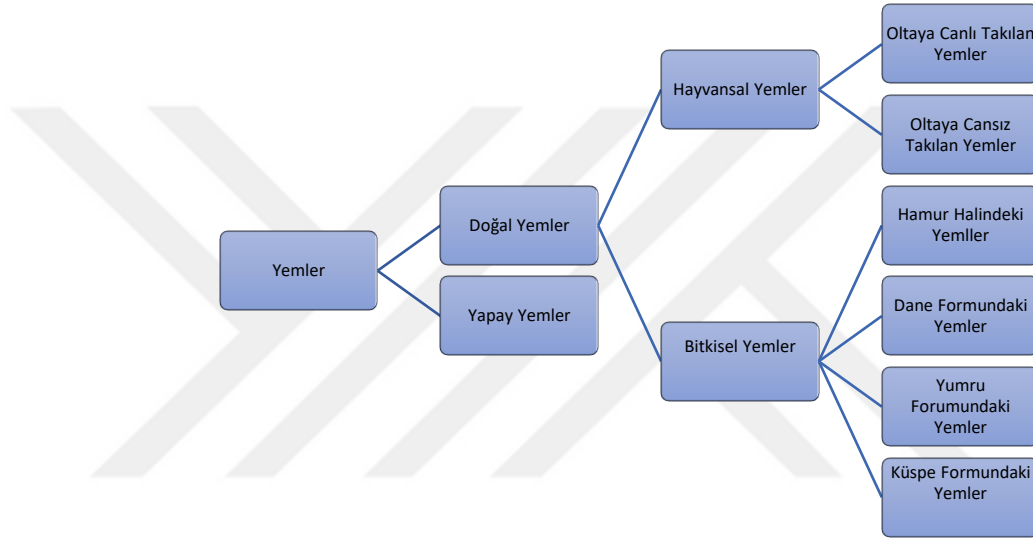 Yemler
Doğal Yemler
Yapay Yemler
Hayvansal Yemler
Bitkisel Yemler
Oltaya Canlı Takılan
Yemler
Oltaya Cansız
Takılan Yemler
Hamur Halindeki
Yemller
Dane Formundaki
Yemler
Yumru
Forumundaki
Yemler
Küspe Formundaki
Yemler